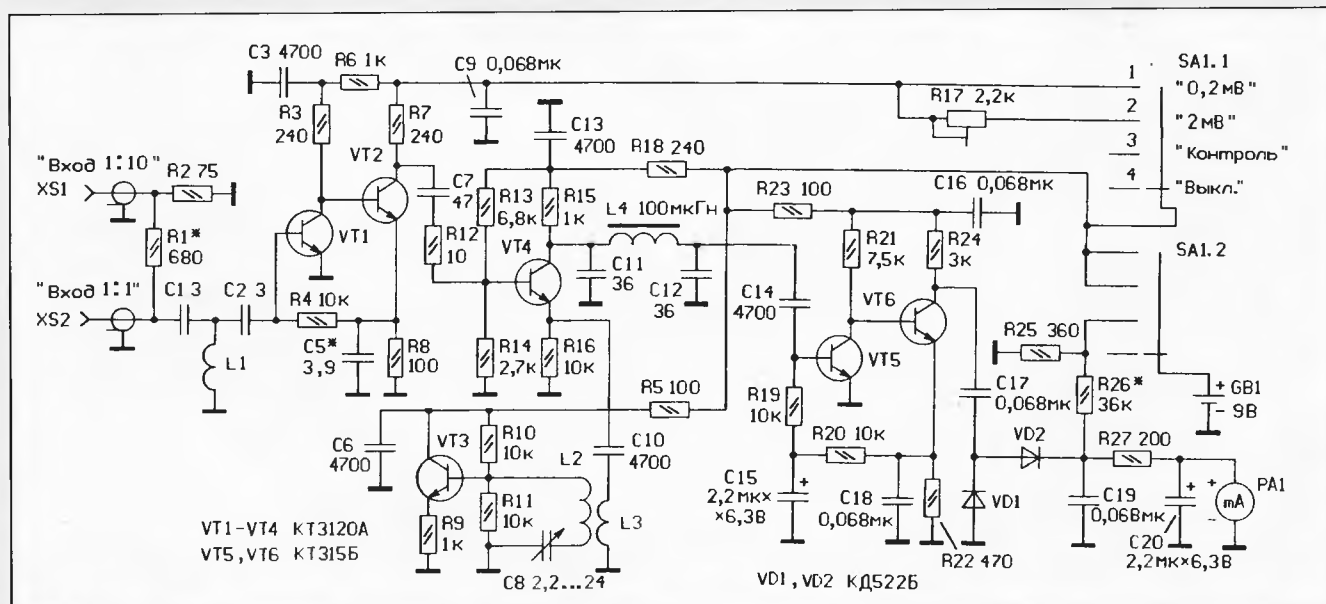 C3 4700
R6 1к
C9 0,068мк
SA1.1
1
"0,2мВ"
R17 2,2к
2
"2мВ"
3
"Контроль"
4
"Выкл."
R3
240
R7
240
C13
4700
R18 240
VT2
"Вход 1:10"
XS1
R2 75
C7
47
R13
6,8к
R15
1к
L4 100мкГн
R23 100
C16 0,068мк
R1*
680
VT1
R12
10
VT4
R21
7,5к
R24
3к
SA1.2
C11
36
C12
36
C14
4700
VT6
"Вход 1:1"
XS2
C1 3
C2 3
R4 10к
R25 360
C5*
3,9
R8
100
R14
2,7к
R16
10к
VT5
L1
R5 100
R19
10к
C17
0,068мк
R26*
36к
+ GB1
- 9В
C6
4700
VT3
R10
10к
L2
C10
4700
R20 10к
VD2
R27 200
R11
10к
L3
C15
2,2мк×
×6,3В
+
C18
0,068мк
VD1
C19
0,068мк
+
+
mA
-
PA1
R9
1к
VT1-VT4 КТ3120А
VT5,VT6 КТ315Б
C8 2,2...24
R22 470
VD1,VD2 КД522Б
C20
2,2мк×6,3В